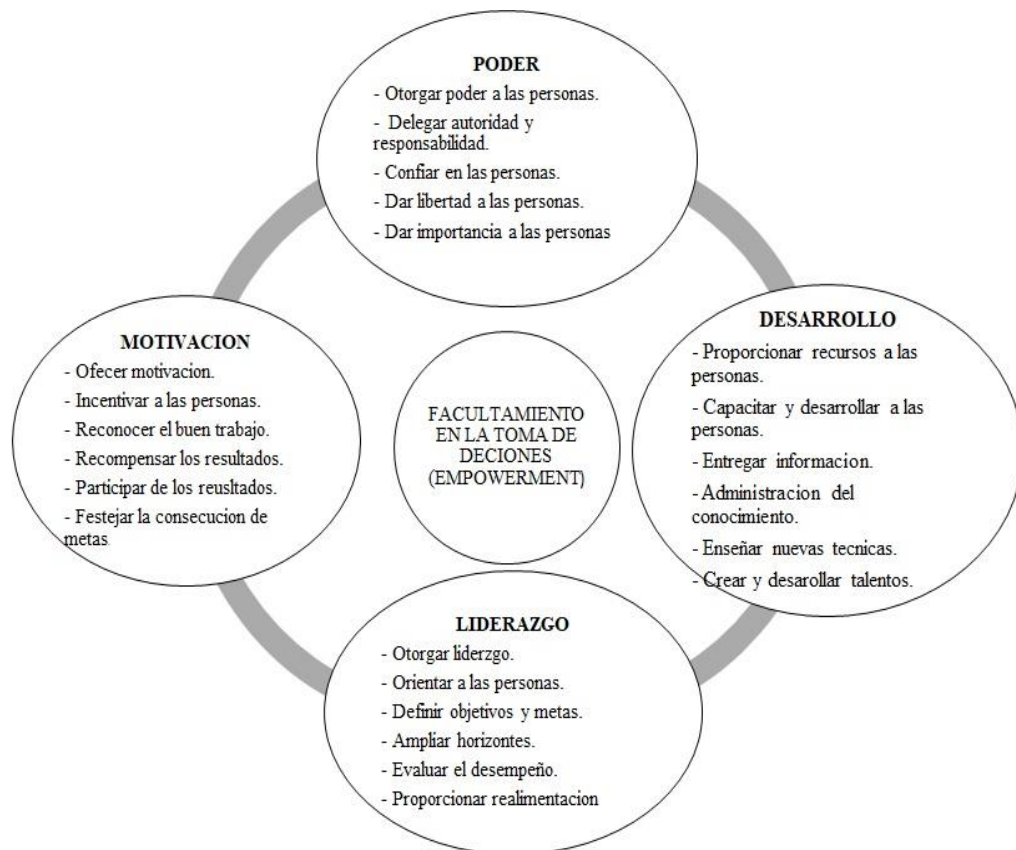 PODER
- Otorgar poder a las personas.
- Delegar autoridad y
responsabilidad.
- Confiar en las personas.
- Dar libertad a las personas.
- Dar importancia a las personas
MOTIVACION
- Ofecer motivacion.
- Incentivar a las personas.
- Reconocer el buen trabajo.
- Recompensar los resultados.
- Participar de los reusltados.
- Festejar la consecucion de
metas.
FACULTAMIENTO
EN LA TOMA DE
DECIONES
(EMPOWERMENT)
DESARROLLO
- Proporcionar recursos a las
personas.
- Capacitar y desarrollar a las
personas.
- Entregar informacion.
- Administracion del
conocimiento.
- Enseñar nuevas tecnicas.
- Crear y desarollar talentos.
LIDERAZGO
- Otorgar liderzgo.
- Orientar a las personas.
- Definir objetivos y metas.
- Ampliar horizontes.
- Evaluar el desempeño.
- Proporcionar realimentacion